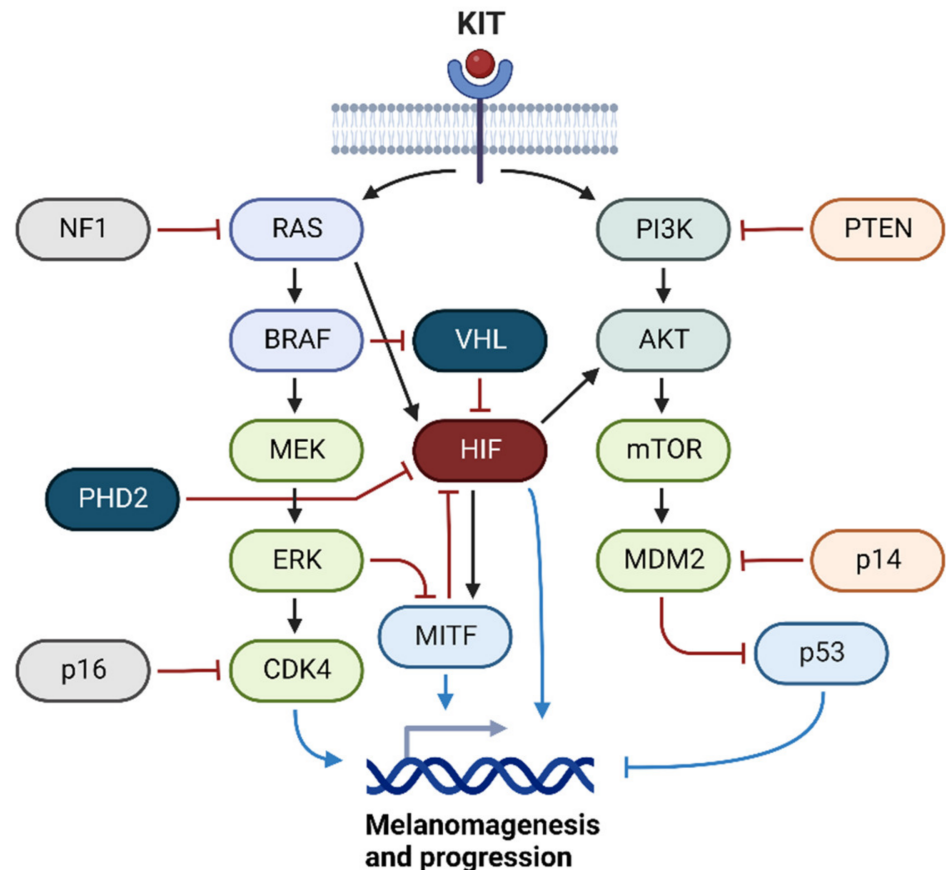 KIT
NF1
RAS
PI3K
PTEN
BRAF
VHL
AKT
MEK
HIF
mTOR
PHD2
ERK
MDM2
p14
MITF
p53
p16
CDK4
Melanomagenesis
and progression